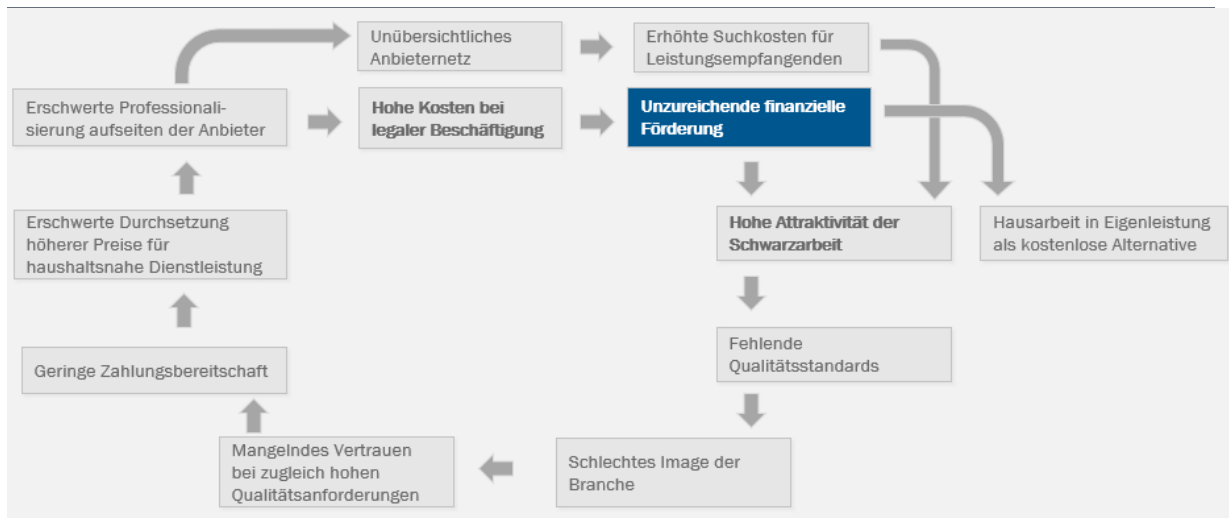 Unübersichtliches
Anbieternetz
Erhöhte Suchkosten für
Leistungsempfangenden
Erschwerte Professionali-
sierung aufseiten der Anbieter
Hohe Kosten bei
legaler Beschäftigung
Unzureichende finanzielle
Förderung
Erschwerte Durchsetzung
höherer Preise für
haushaltsnahe Dienstleistung
Hohe Attraktivität der
Schwarzarbeit
Hausarbeit in Eigenleistung
als kostenlose Alternative
Geringe Zahlungsbereitschaft
Fehlende
Qualitätsstandards
Mangelndes Vertrauen
bei zugleich hohen
Qualitätsanforderungen
Schlechtes Image der
Branche